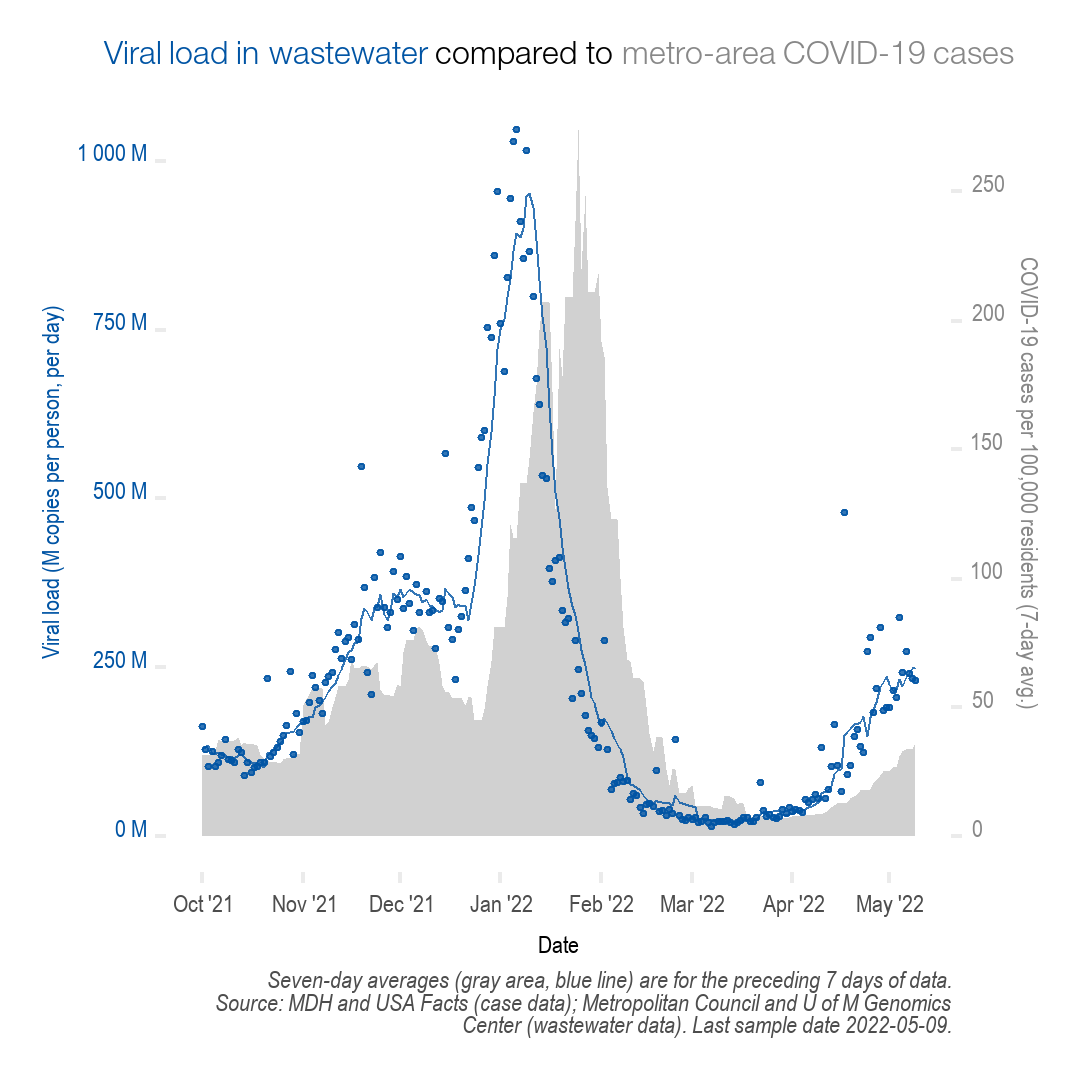 Viral load in wastewater compared to metro-area COVID-19 cases
Viral load (M copies per person, per day)
1 000 M
750 M
500 M
250 M
0 M
250
200
150
100
50
0
COVID-19 cases per 100,000 residents (7-day avg.)
Oct '21 Nov '21 Dec '21 Jan '22 Feb '22 Mar '22 Apr '22 May '22
Date
Seven-day averages (gray area, blue line) are for the preceding 7 days of data.
Source: MDH and USA Facts (case data); Metropolitan Council and U of M Genomics
Center (wastewater data). Last sample date 2022-05-09.